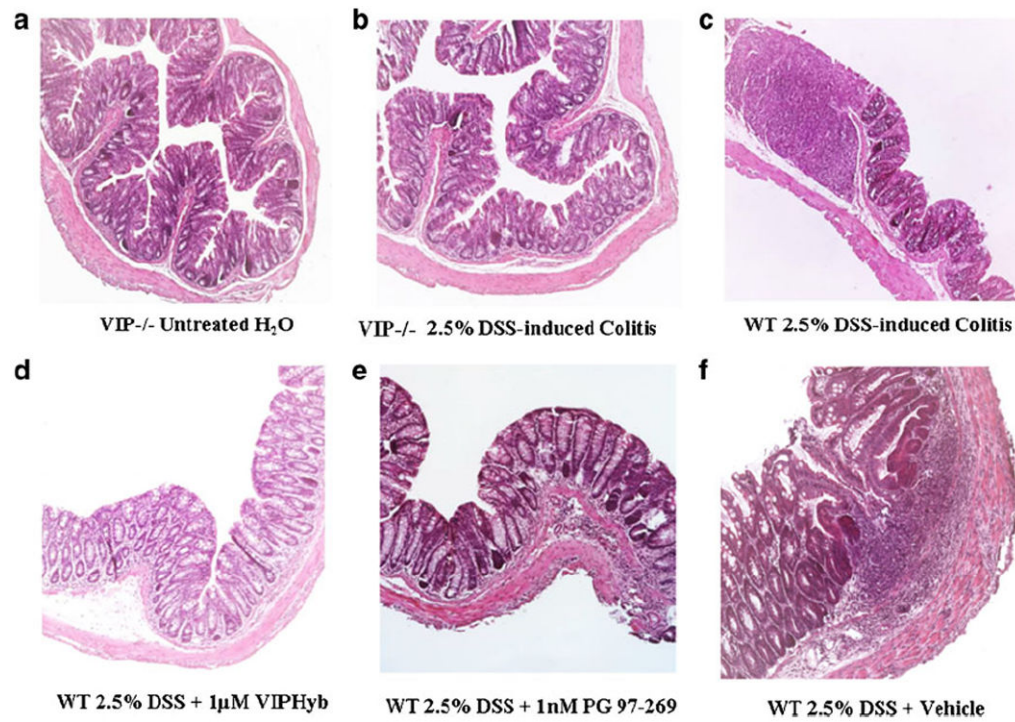 a
b
c
VIP-/- Untreated H₂O
VIP-/- 2.5% DSS-induced Colitis
WT 2.5% DSS-induced Colitis
d
e
f
WT 2.5% DSS + 1µM VIPHyb
WT 2.5% DSS + 1nM PG 97-269
WT 2.5% DSS + Vehicle